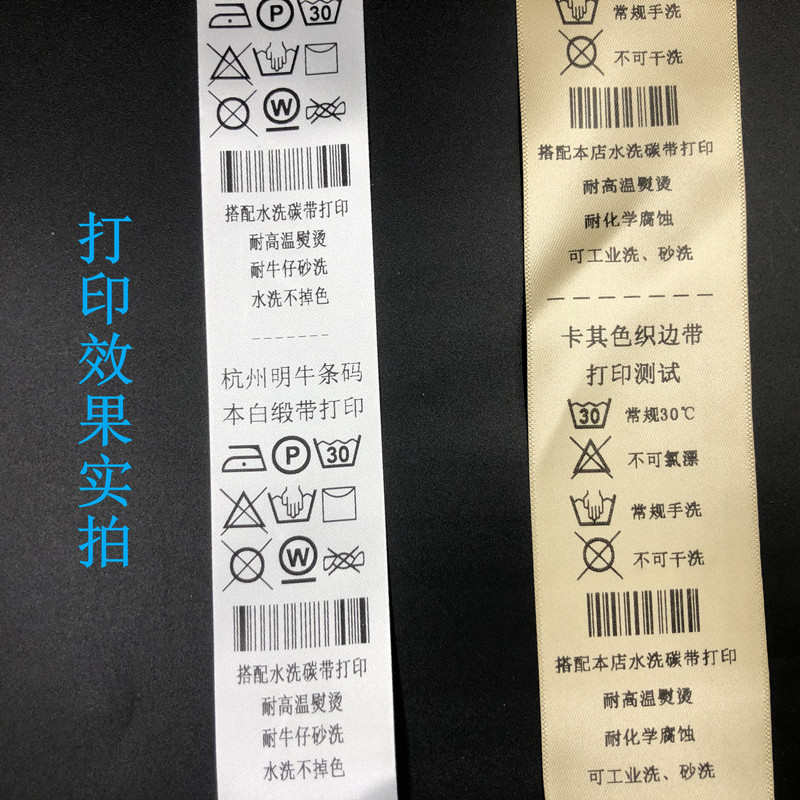 打印效果实拍
P
30
W
搭配水洗碳带打印
耐高温熨烫
耐牛仔砂洗
水洗不掉色
杭州明牛条码
本白缎带打印
P
30
W
搭配水洗碳带打印
耐高温熨烫
耐牛仔砂洗
水洗不掉色
常规手洗
不可干洗
搭配本店水洗碳带打印
耐高温熨烫
耐化学腐蚀
可工业洗、砂洗
卡其色织边带
打印测试
30 常规30℃
不可氯漂
常规手洗
不可干洗
搭配本店水洗碳带打印
耐高温熨烫
耐化学腐蚀
可工业洗、砂洗